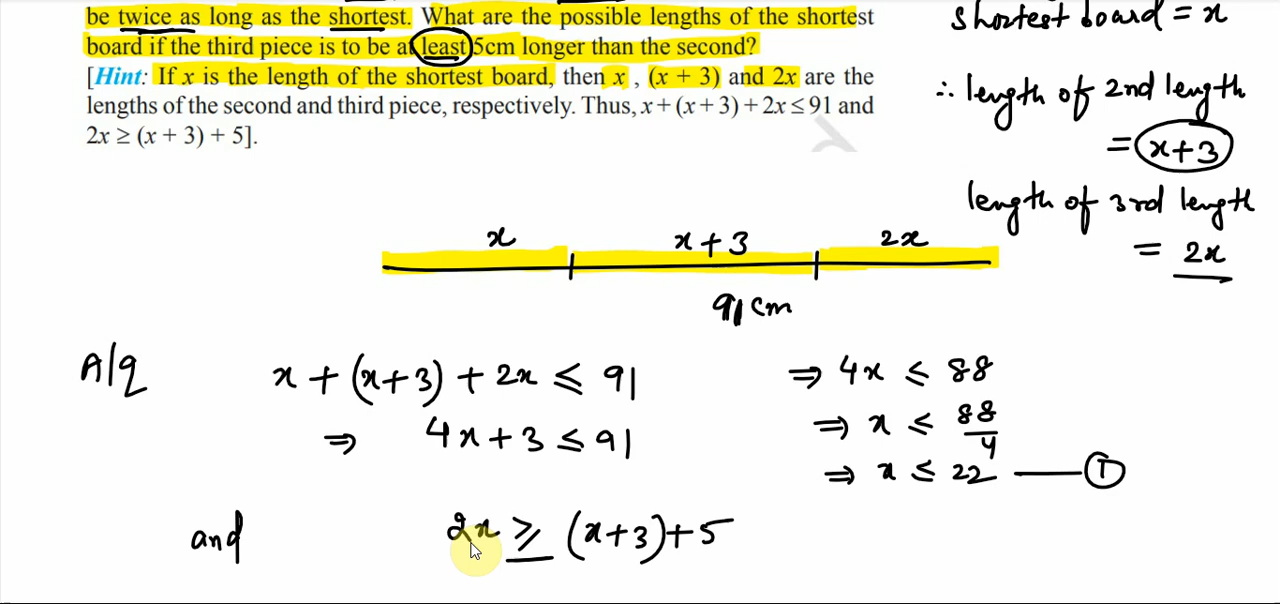 be twice as long as the shortest. What are the possible lengths of the shortest
board if the third piece is to be at least 5cm longer than the second?
[Hint: If x is the length of the shortest board, then x , (x + 3) and 2x are the
lengths of the second and third piece, respectively. Thus, x + (x + 3) + 2x ≤ 91 and
2x ≥ (x + 3) + 5].
shortest board = x
∴ length of 2nd length
= x+3
length of 3rd length
= 2x
x x+3 2x
91 cm
A/q x + (x+3) + 2x ≤ 91
⇒ 4x + 3 ≤ 91
⇒ 4x ≤ 88
⇒ x ≤ 88/4
⇒ x ≤ 22 —— ①
and 2x ≥ (x+3)+5